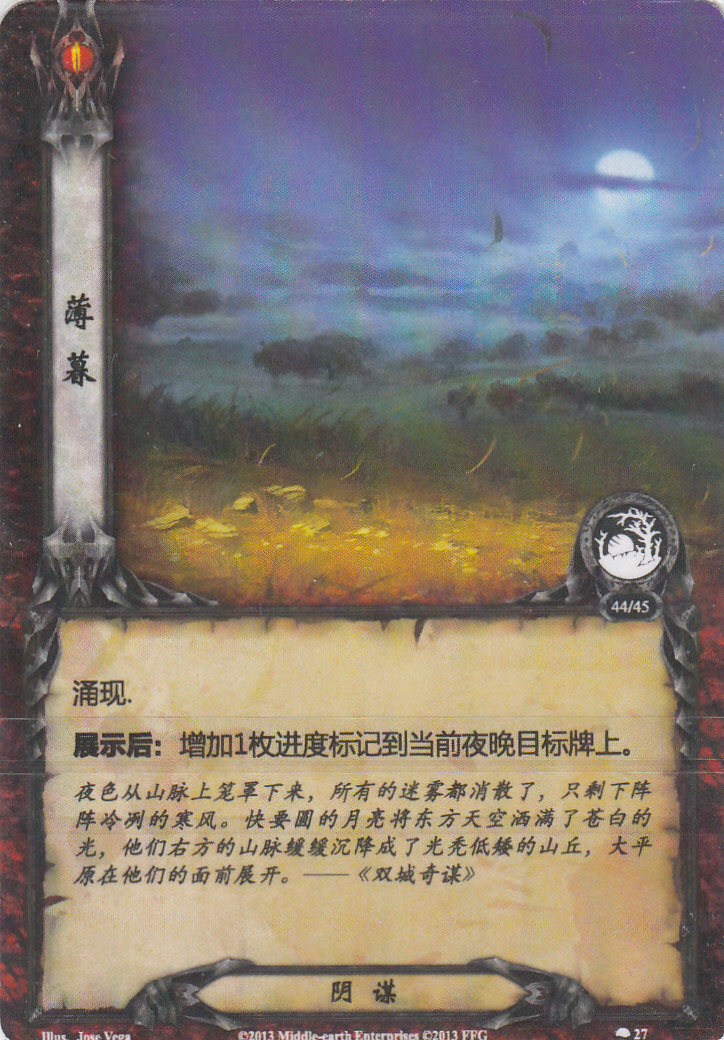 薄暮
44/45
涌现.
展示后：增加1枚进度标记到当前夜晚目标牌上。
夜色从山脉上笼罩下来，所有的迷雾都消散了，只剩下阵
阵冷冽的寒风。快要圆的月亮将东方天空洒满了苍白的
光，他们右方的山脉缓缓沉降成了光秃低矮的山丘，大平
原在他们的面前展开。——《双城奇谋》
阴谋
Illus. Jose Vega ©2013 Middle-earth Enterprises ©2013 FFG 27